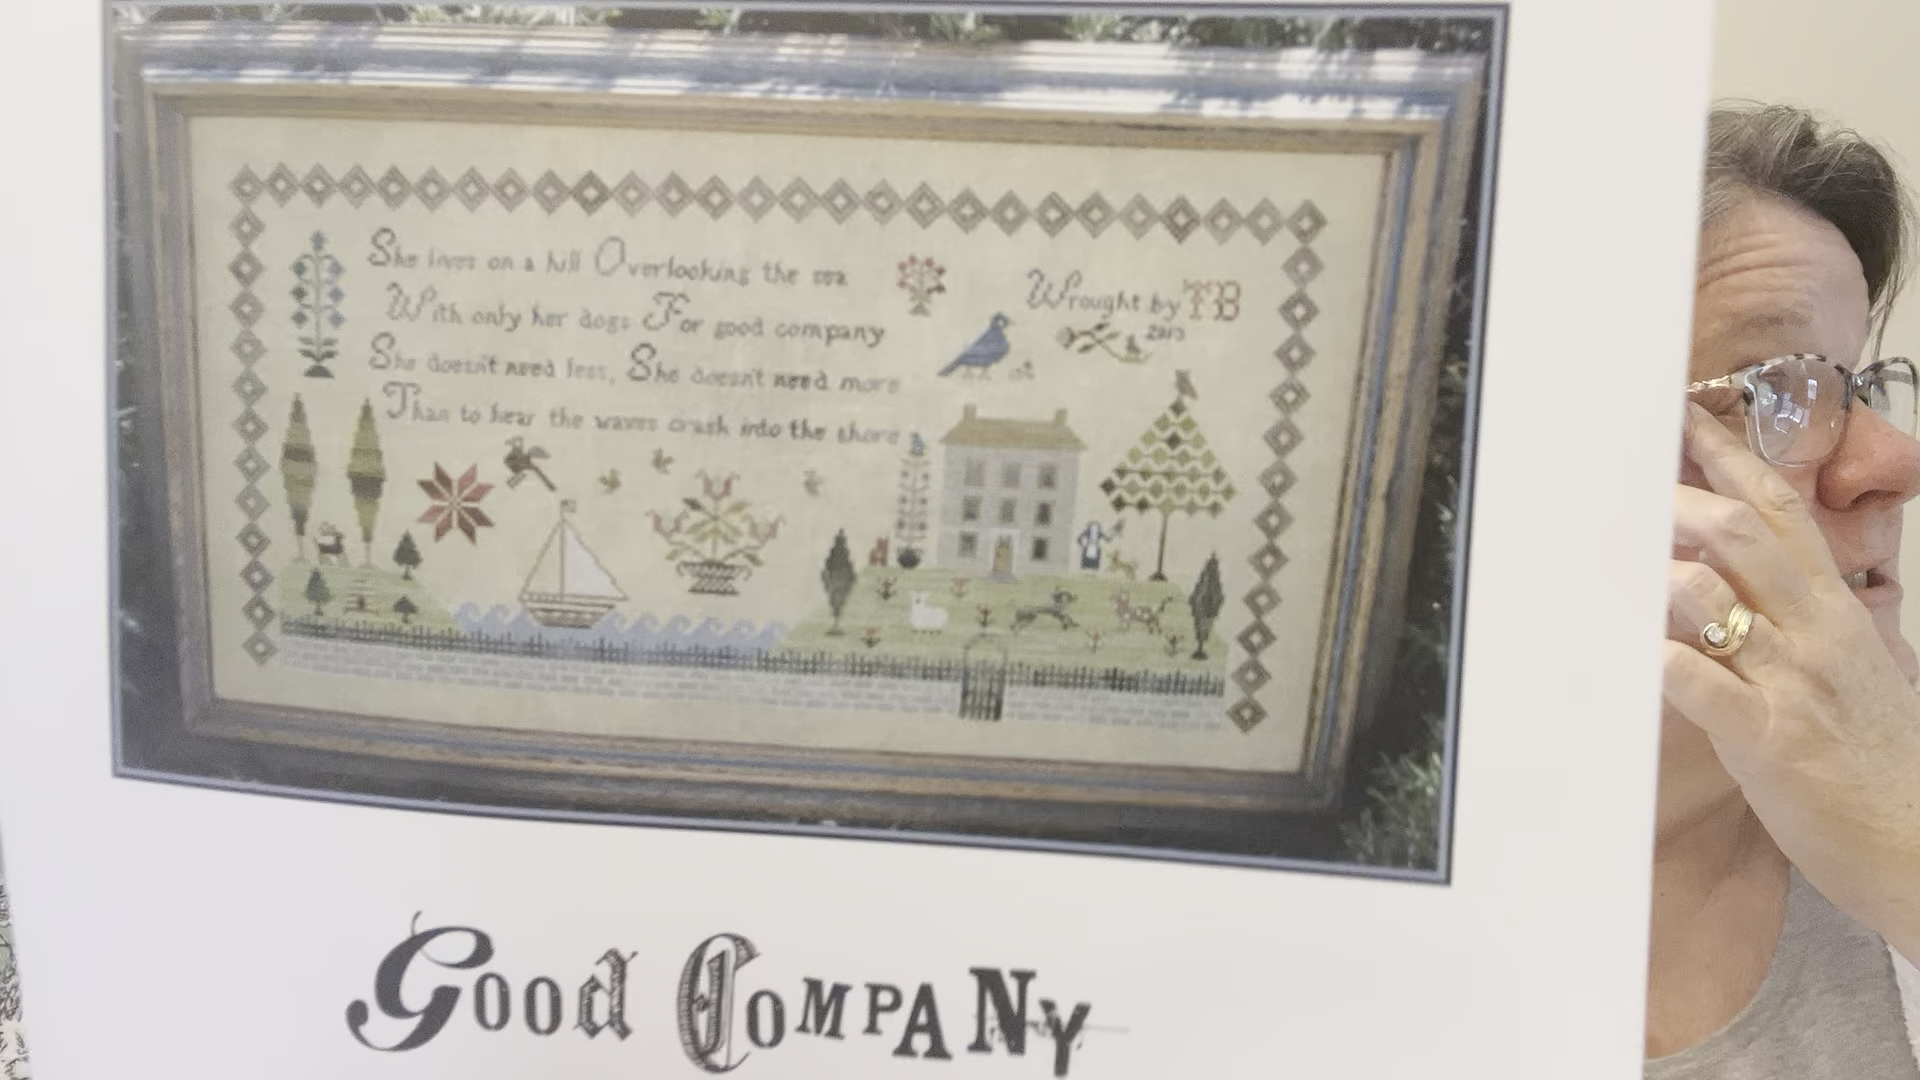 She lives on a hill Overlooking the sea
With only her dogs For good company
She doesn't need less, She doesn't need more
Than to hear the waves crash into the shore
Wrought by TB
2013
Good Company